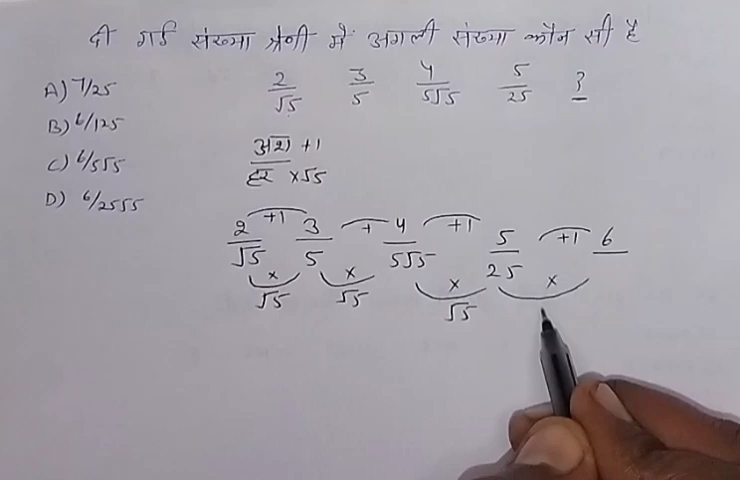 दी गई संख्या श्रेणी में अगली संख्या कौन सी है
2/√5 3/5 4/5√5 5/25 ?
A) 7/25
B) 6/125
C) 6/5√5
D) 6/25√5
अंश +1
हर ×√5
+1 + +1 +1
2/√5 3/5 4/5√5 5/25 6
× × × ×
√5 √5 √5